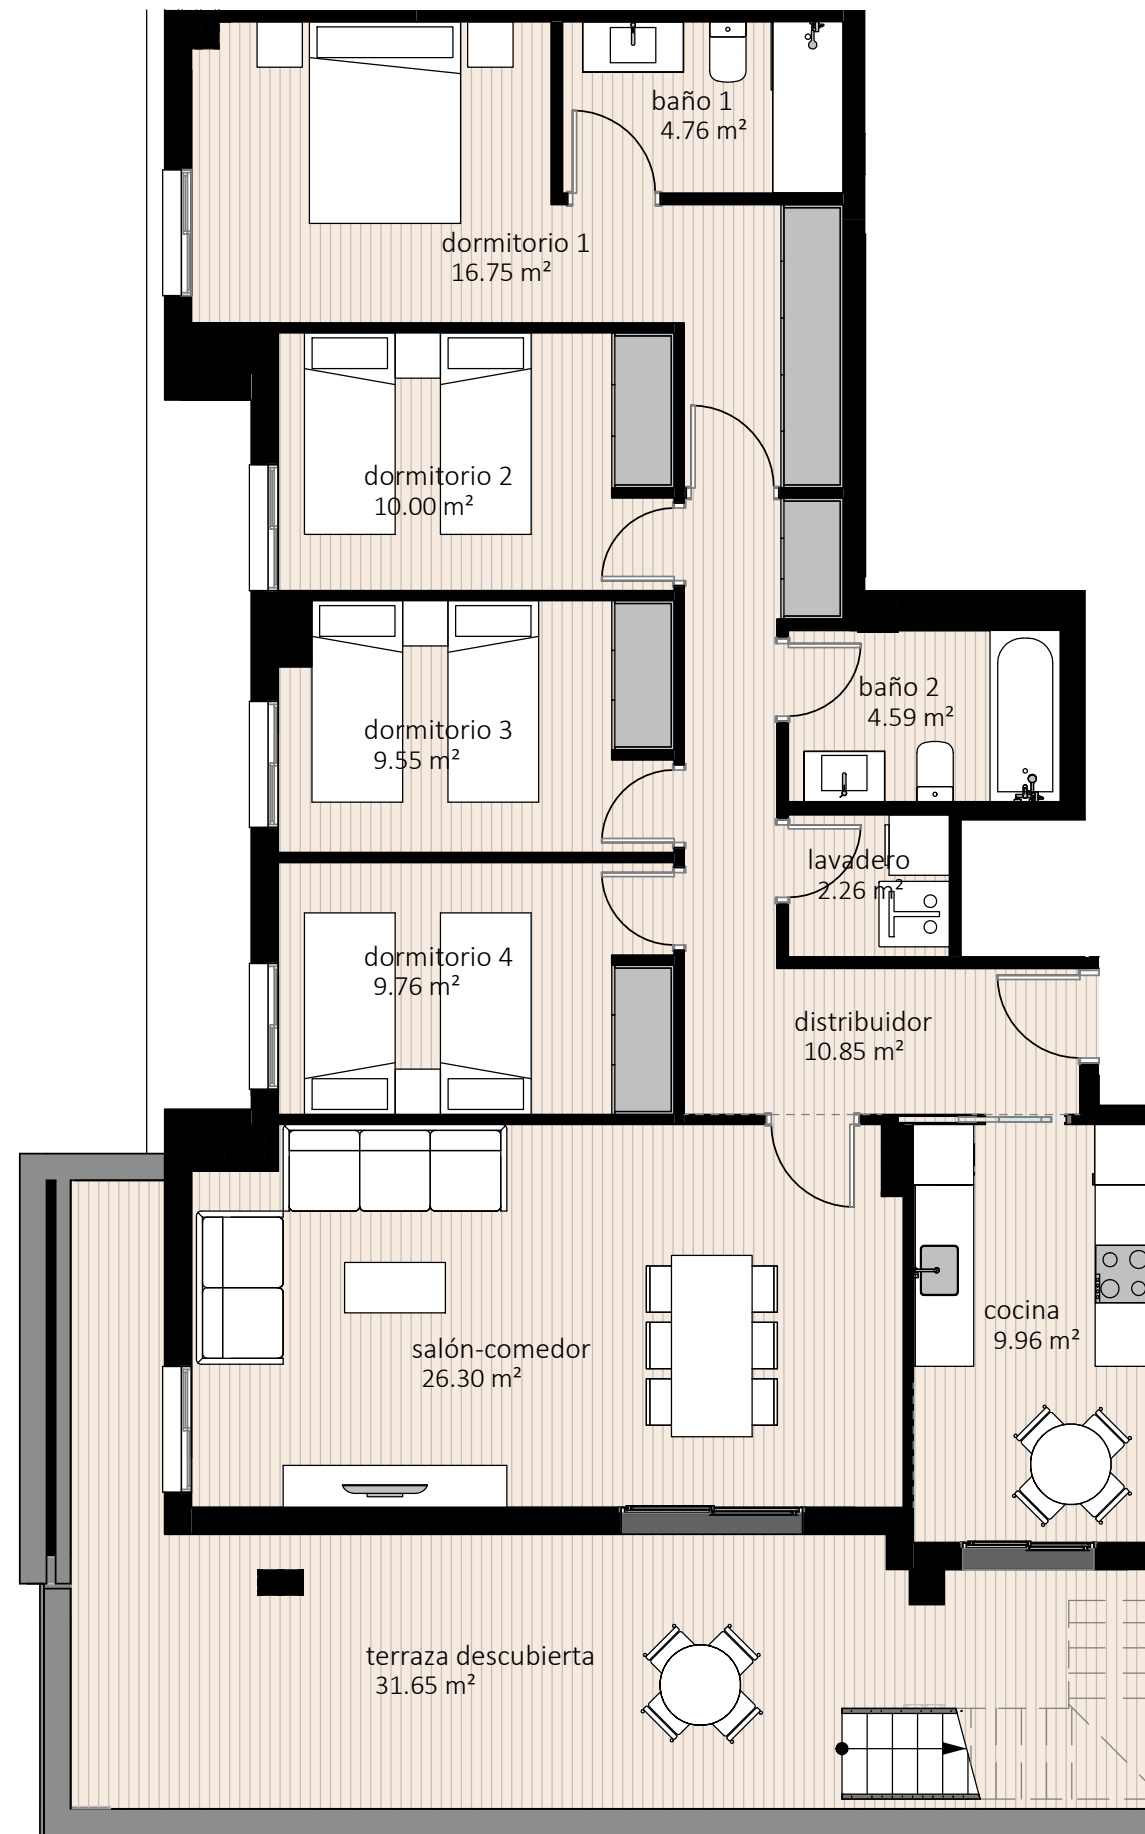 baño 1
4.76 m²
dormitorio 1
16.75 m²
dormitorio 2
10.00 m²
baño 2
4.59 m²
dormitorio 3
9.55 m²
lavadero
2.26 m²
dormitorio 4
9.76 m²
distribuidor
10.85 m²
cocina
9.96 m²
salón-comedor
26.30 m²
terraza descubierta
31.65 m²